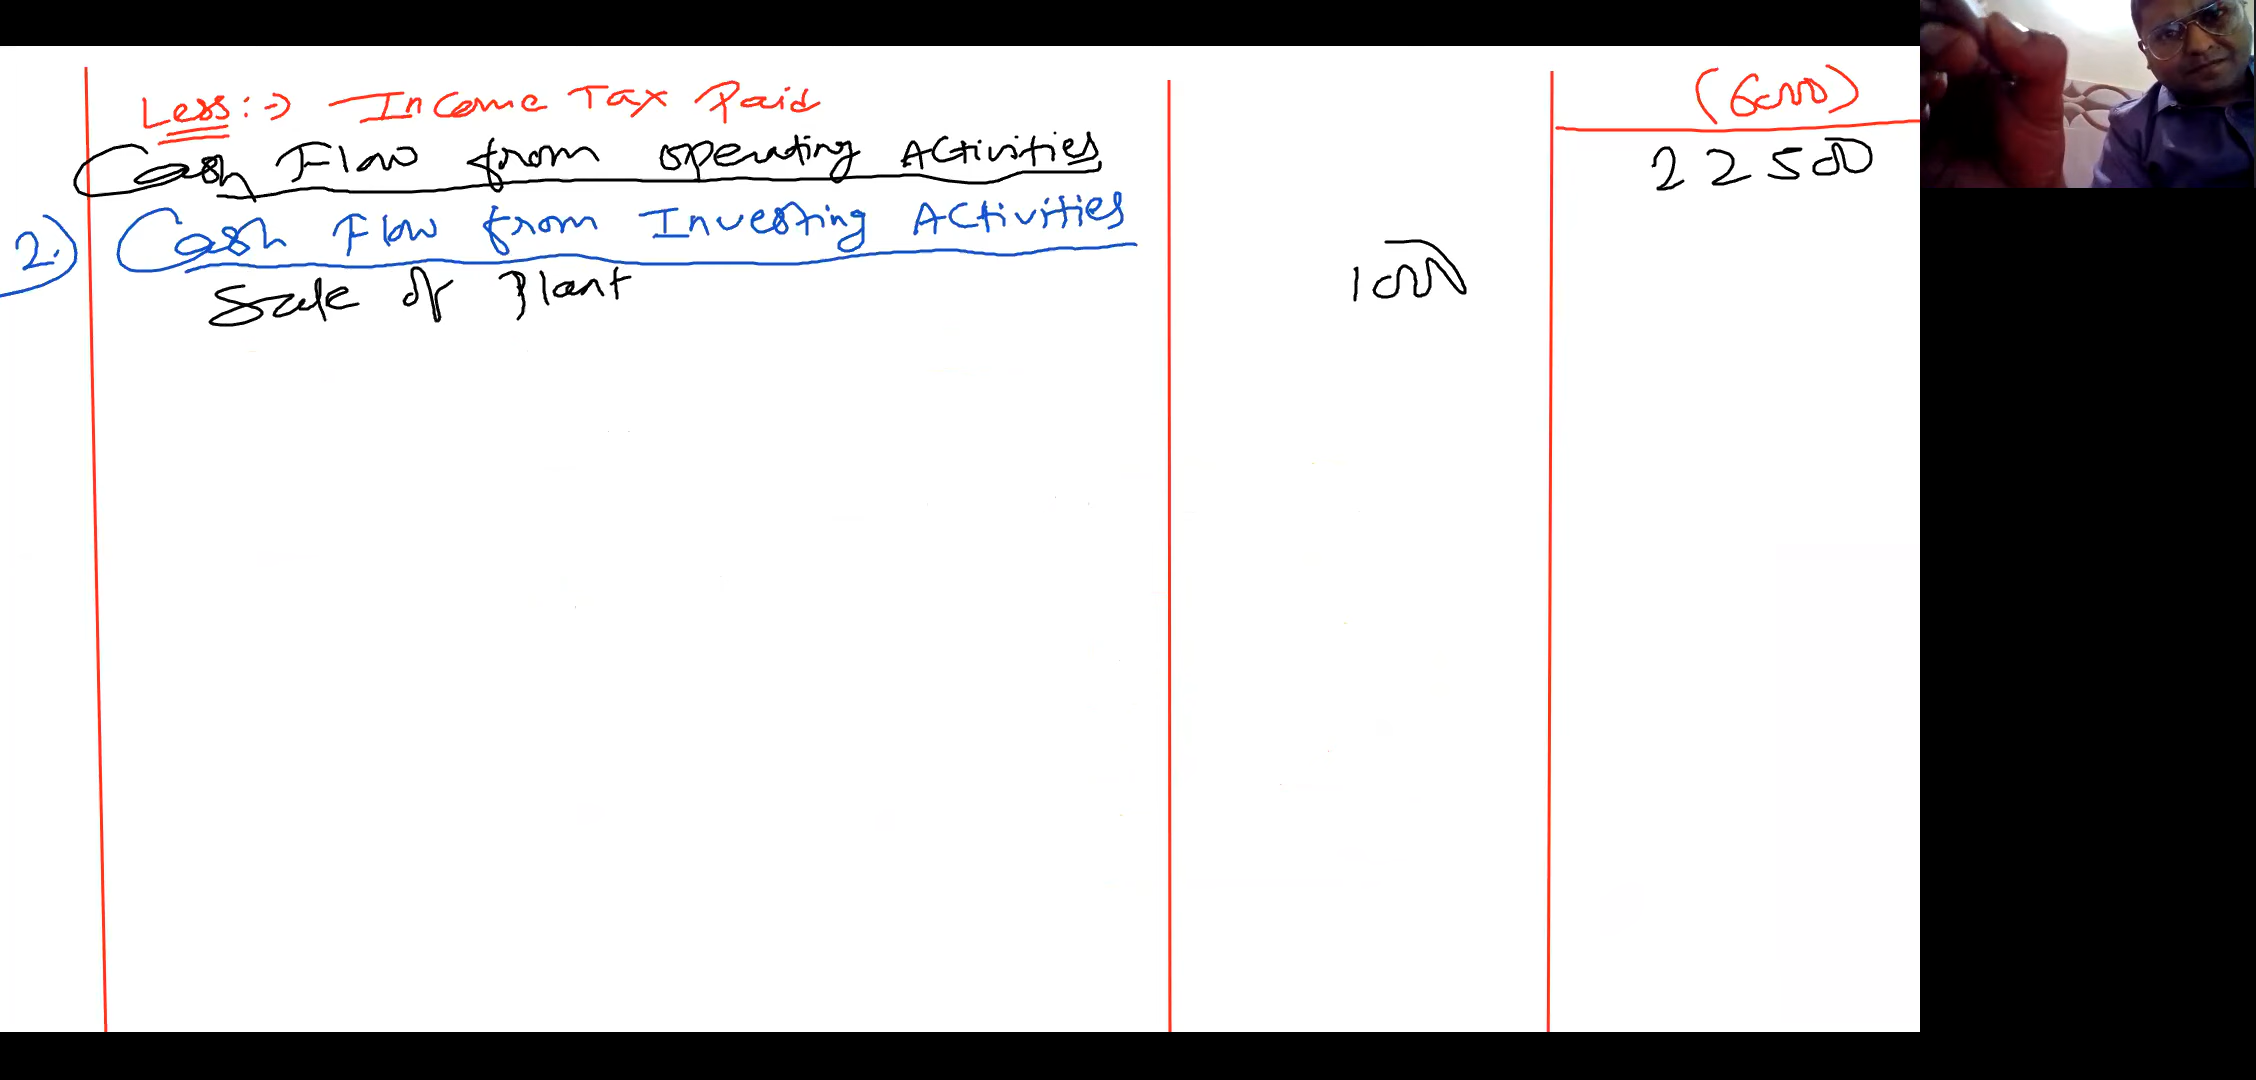 Less :→ Income Tax Paid (6000)
Cash Flow from operating Activities 22500
2.) Cash Flow from Investing Activities
Sale of Plant 1000